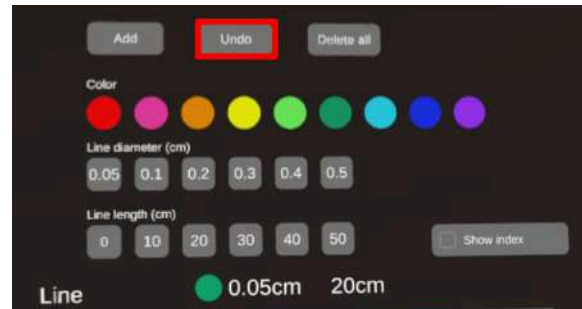 Add Undo Delete all
Color
Line diameter (cm)
0.05 0.1 0.2 0.3 0.4 0.5
Line length (cm)
0 10 20 30 40 50 Show index
Line 0.05cm 20cm